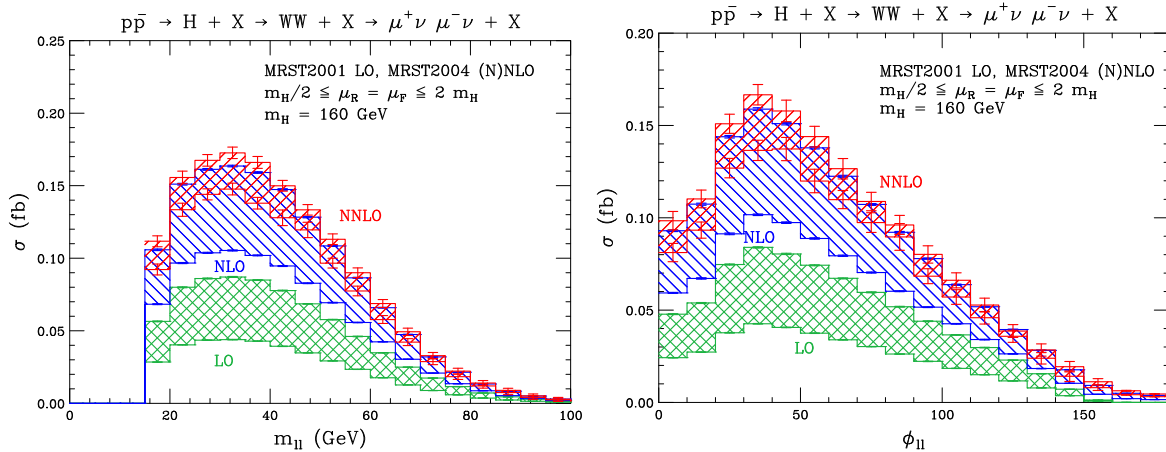 pp̄ → H + X → WW + X → μ⁺ν μ⁻ν + X
0.25
0.20
0.15
0.10
0.05
0.00
σ (fb)
MRST2001 LO, MRST2004 (N)NLO
m_H/2 ≦ μ_R = μ_F ≦ 2 m_H
m_H = 160 GeV
NNLO
NLO
LO
0 20 40 60 80 100
m_ll (GeV)
pp̄ → H + X → WW + X → μ⁺ν μ⁻ν + X
0.20
0.15
0.10
0.05
0.00
σ (fb)
MRST2001 LO, MRST2004 (N)NLO
m_H/2 ≦ μ_R = μ_F ≦ 2 m_H
m_H = 160 GeV
NNLO
NLO
LO
0 50 100 150
ϕ_ll